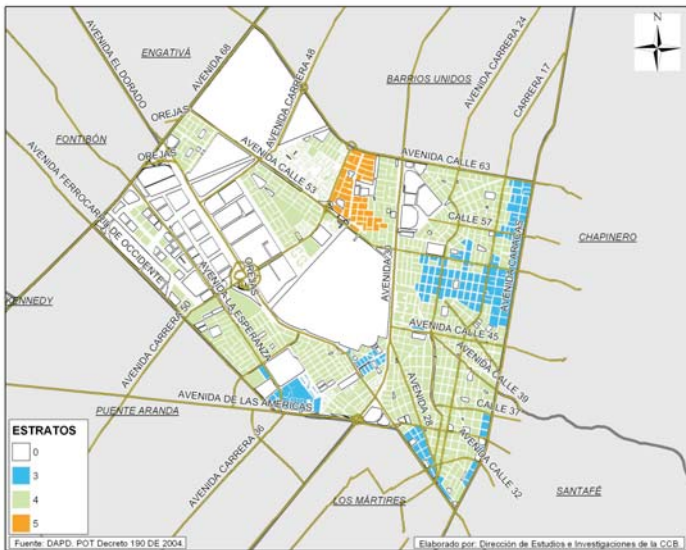 N
ENGATIVÁ
AVENIDA 68
AVENIDA CARRERA 48
AVENIDA CARRERA 24
BARRIOS UNIDOS
CARRERA 17
AVENIDA EL DORADO
OREJAS
FONTIBÓN
OREJAS
AVENIDA CALLE 63
AVENIDA CALLE 53
AVENIDA FERROCARRIL DE OCCIDENTE
CALLE 57
CHAPINERO
AVENIDA 30
AVENIDA CARACAS
OREJAS
AVENIDA LA ESPERANZA
KENNEDY
AVENIDA CARRERA 50
AVENIDA CALLE 45
AVENIDA CALLE 39
AVENIDA DE LAS AMÉRICAS
PUENTE ARANDA
AVENIDA 28
CALLE 37
AVENIDA CARRERA 36
AVENIDA CALLE 32
LOS MÁRTIRES
SANTAFÉ
ESTRATOS
0
3
4
5
Fuente: DAPD. POT Decreto 190 DE 2004
Elaborado por: Dirección de Estudios e Investigaciones de la CCB.